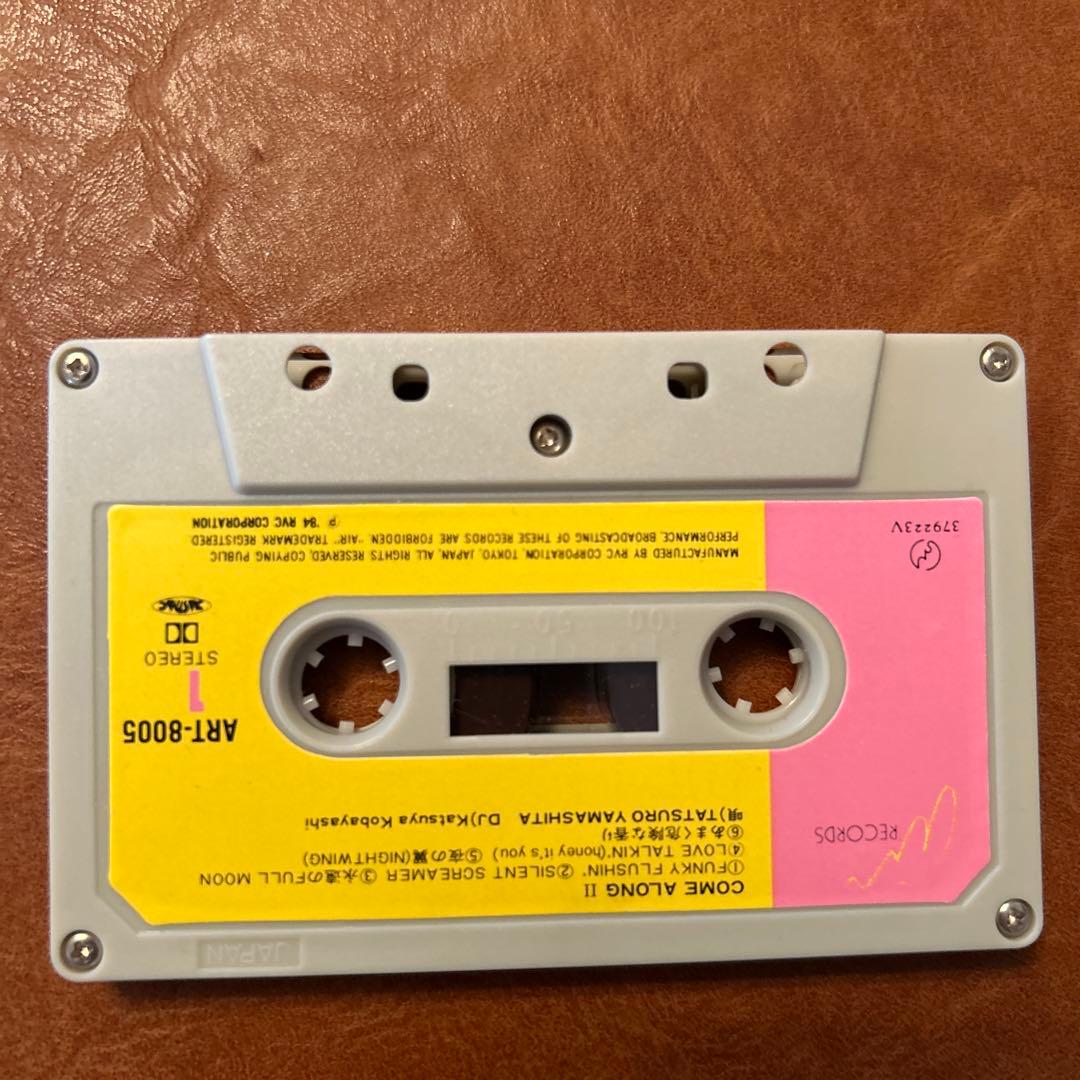 COME ALONG II
①FUNKY FLUSHIN' ②SILENT SCREAMER ③永遠のFULL MOON
④LOVE TALKIN'(honey it's you) ⑤夜の翼(NIGHT WING)
⑥あまく危険な香り
唄)TATSURO YAMASHITA DJ)Katsuya Kobayashi
RECORDS
ART-8005
1
STEREO
0 · 50 · 100
MANUFACTURED BY RVC CORPORATION, TOKYO, JAPAN, ALL RIGHTS RESERVED, COPYING PUBLIC
PERFORMANCE, BROADCASTING OF THESE RECORDS ARE FORBIDDEN. "AIR" TRADEMARK REGISTERED
Ⓟ '84 RVC CORPORATION
379223V
JAPAN